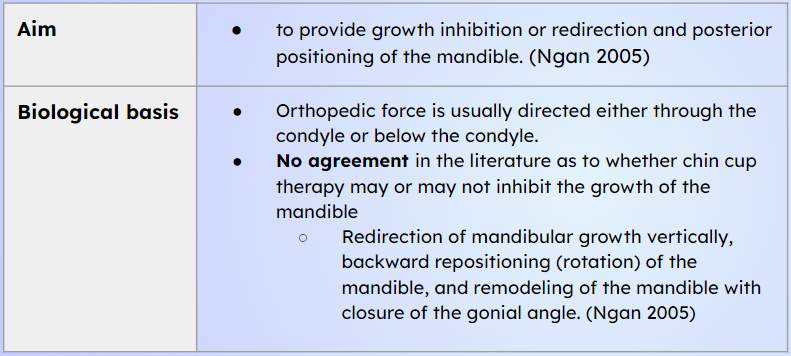 Aim
● to provide growth inhibition or redirection and posterior
positioning of the mandible. (Ngan 2005)
Biological basis
● Orthopedic force is usually directed either through the
condyle or below the condyle.
● No agreement in the literature as to whether chin cup
therapy may or may not inhibit the growth of the
mandible
○ Redirection of mandibular growth vertically,
backward repositioning (rotation) of the
mandible, and remodeling of the mandible with
closure of the gonial angle. (Ngan 2005)